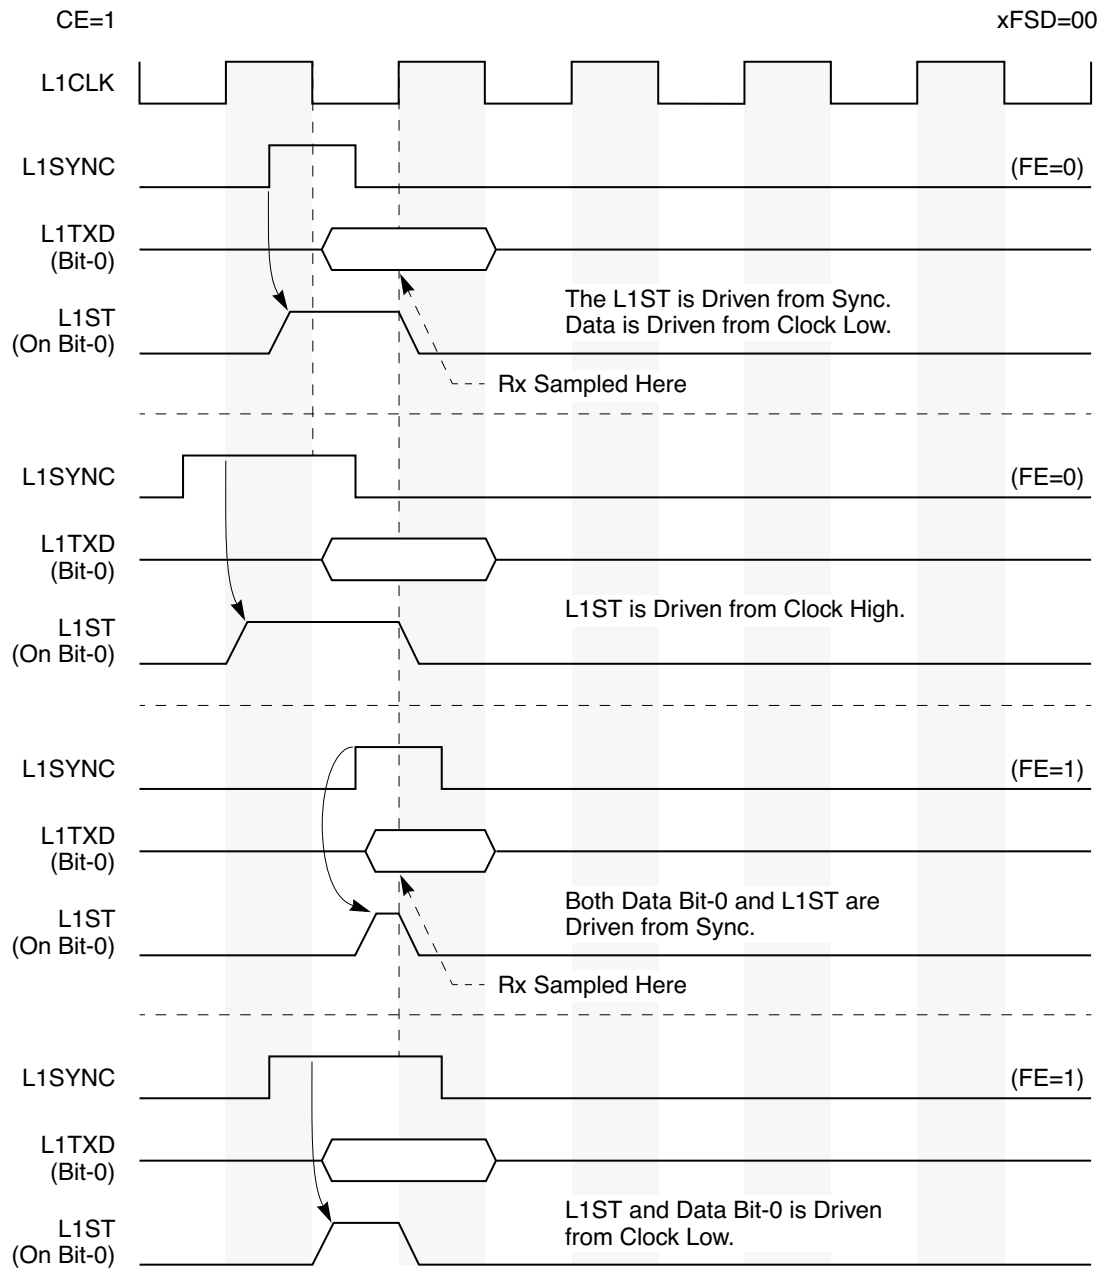 CE=1
xFSD=00
L1CLK
L1SYNC
(FE=0)
L1TXD
(Bit-0)
The L1ST is Driven from Sync.
Data is Driven from Clock Low.
L1ST
(On Bit-0)
Rx Sampled Here
L1SYNC
(FE=0)
L1TXD
(Bit-0)
L1ST is Driven from Clock High.
L1ST
(On Bit-0)
L1SYNC
(FE=1)
L1TXD
(Bit-0)
Both Data Bit-0 and L1ST are
Driven from Sync.
L1ST
(On Bit-0)
Rx Sampled Here
L1SYNC
(FE=1)
L1TXD
(Bit-0)
L1ST and Data Bit-0 is Driven
from Clock Low.
L1ST
(On Bit-0)